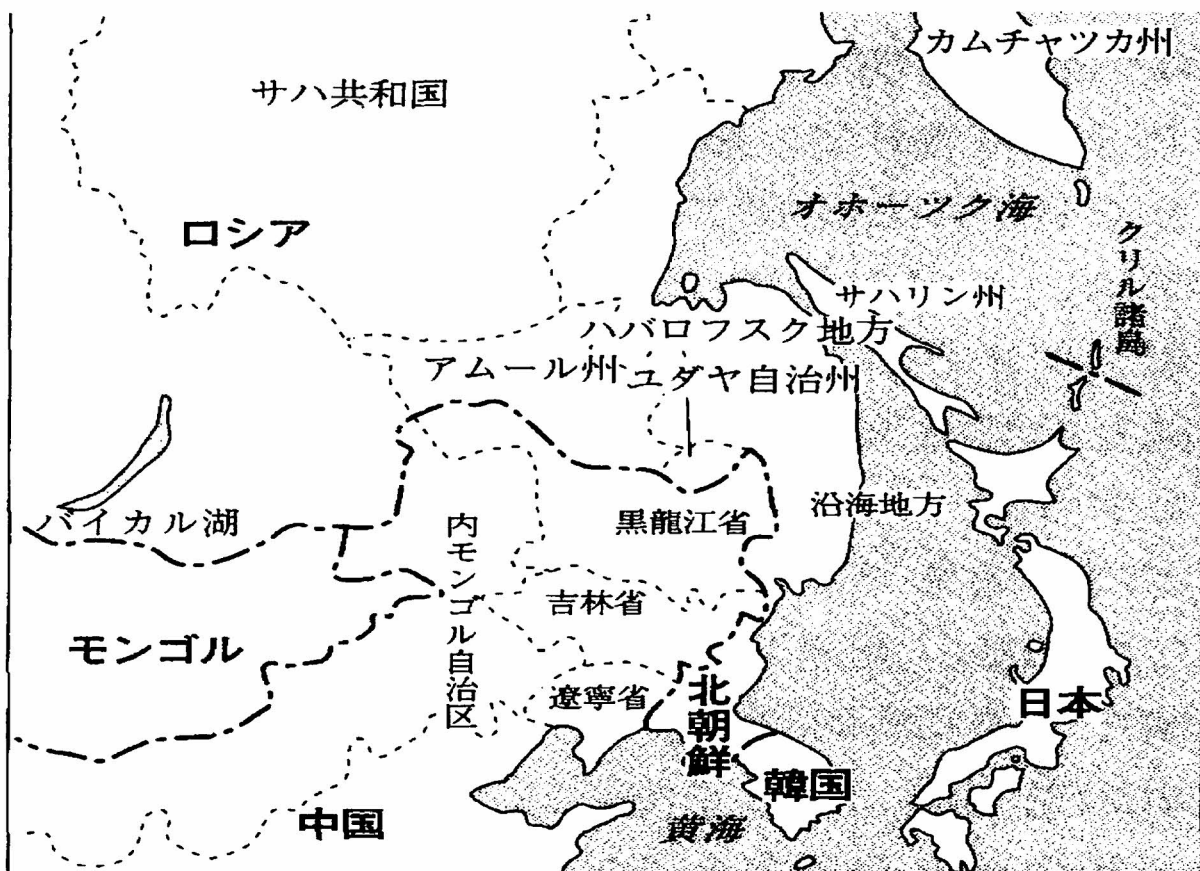 カムチャツカ州
サハ共和国
オホーツク海
ロシア
クリル諸島
サハリン州
ハバロフスク地方
アムール州
ユダヤ自治州
バイカル湖
沿海地方
黒龍江省
内モンゴル自治区
吉林省
モンゴル
遼寧省
北朝鮮
日本
韓国
中国
黄海